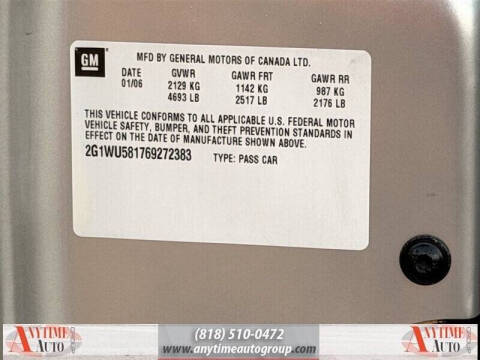 GM
MFD BY GENERAL MOTORS OF CANADA LTD.
DATE GVWR GAWR FRT GAWR RR
01/06 2129 KG 1142 KG 987 KG
4693 LB 2517 LB 2176 LB
THIS VEHICLE CONFORMS TO ALL APPLICABLE U.S. FEDERAL MOTOR
VEHICLE SAFETY, BUMPER, AND THEFT PREVENTION STANDARDS IN
EFFECT ON THE DATE OF MANUFACTURE SHOWN ABOVE.
2G1WU581769272383 TYPE: PASS CAR
ANYTIME
AUTO
(818) 510-0472
www.anytimeautogroup.com
ANYTIME
AUTO